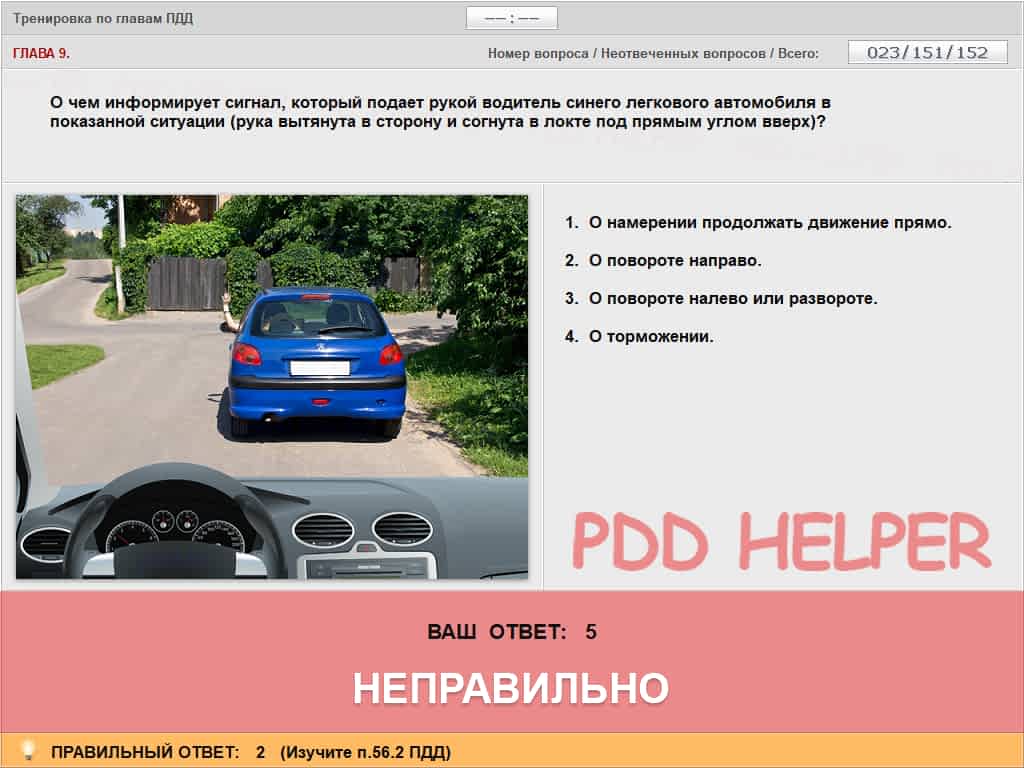 Тренировка по главам ПДД
–– : ––
ГЛАВА 9.
Номер вопроса / Неотвеченных вопросов / Всего: 023/151/152
О чем информирует сигнал, который подает рукой водитель синего легкового автомобиля в
показанной ситуации (рука вытянута в сторону и согнута в локте под прямым углом вверх)?
1. О намерении продолжать движение прямо.
2. О повороте направо.
3. О повороте налево или развороте.
4. О торможении.
PDD HELPER
ВАШ ОТВЕТ: 5
НЕПРАВИЛЬНО
ПРАВИЛЬНЫЙ ОТВЕТ: 2 (Изучите п.56.2 ПДД)